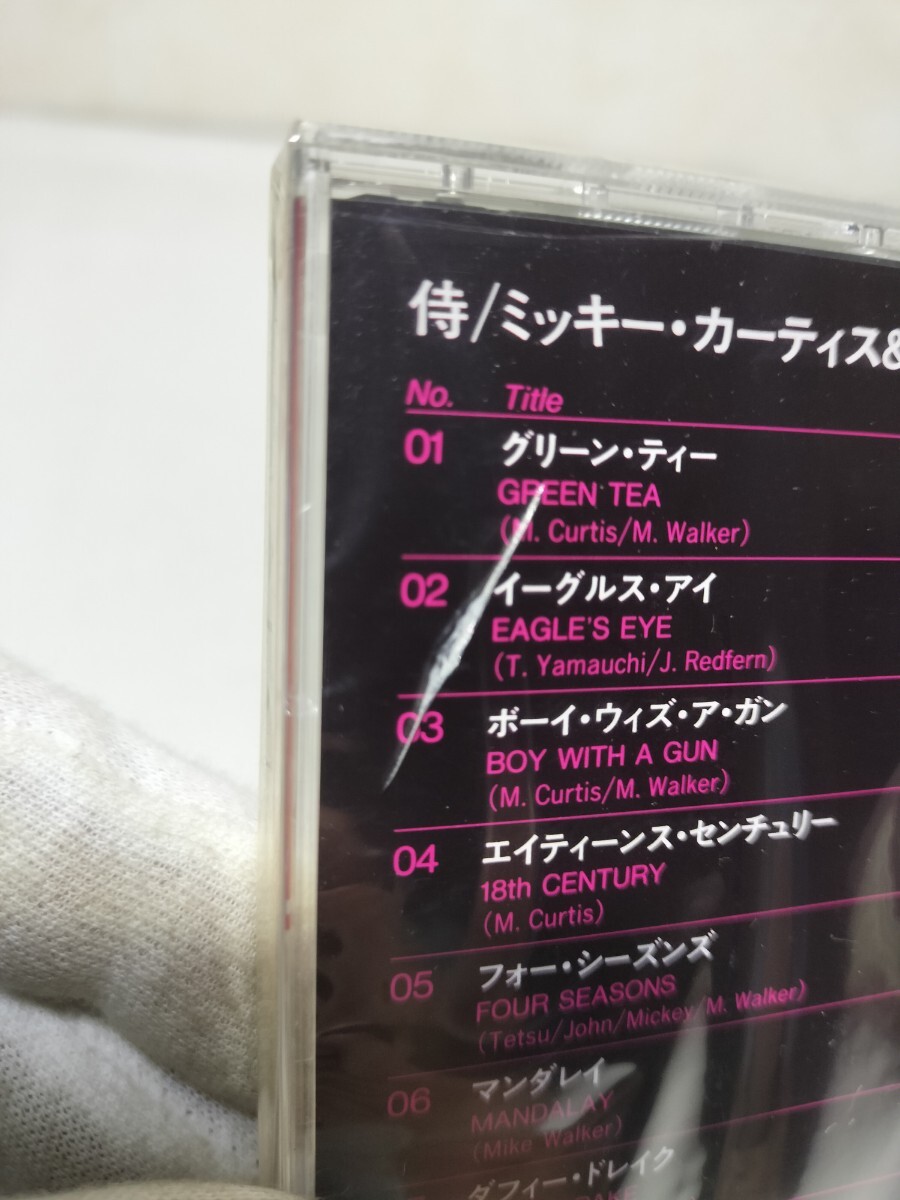 侍/ミッキー・カーティス&
No. Title
01 グリーン・ティー
GREEN TEA
(M. Curtis/M. Walker)
02 イーグルス・アイ
EAGLE'S EYE
(T. Yamauchi/J. Redfern)
03 ボーイ・ウィズ・ア・ガン
BOY WITH A GUN
(M. Curtis/M. Walker)
04 エイティーンス・センチュリー
18th CENTURY
(M. Curtis)
05 フォー・シーズンズ
FOUR SEASONS
(Tetsu/John/Mickey/M. Walker)
06 マンダレイ
MANDALAY
(Mike Walker)
ダフィー・ドレイク